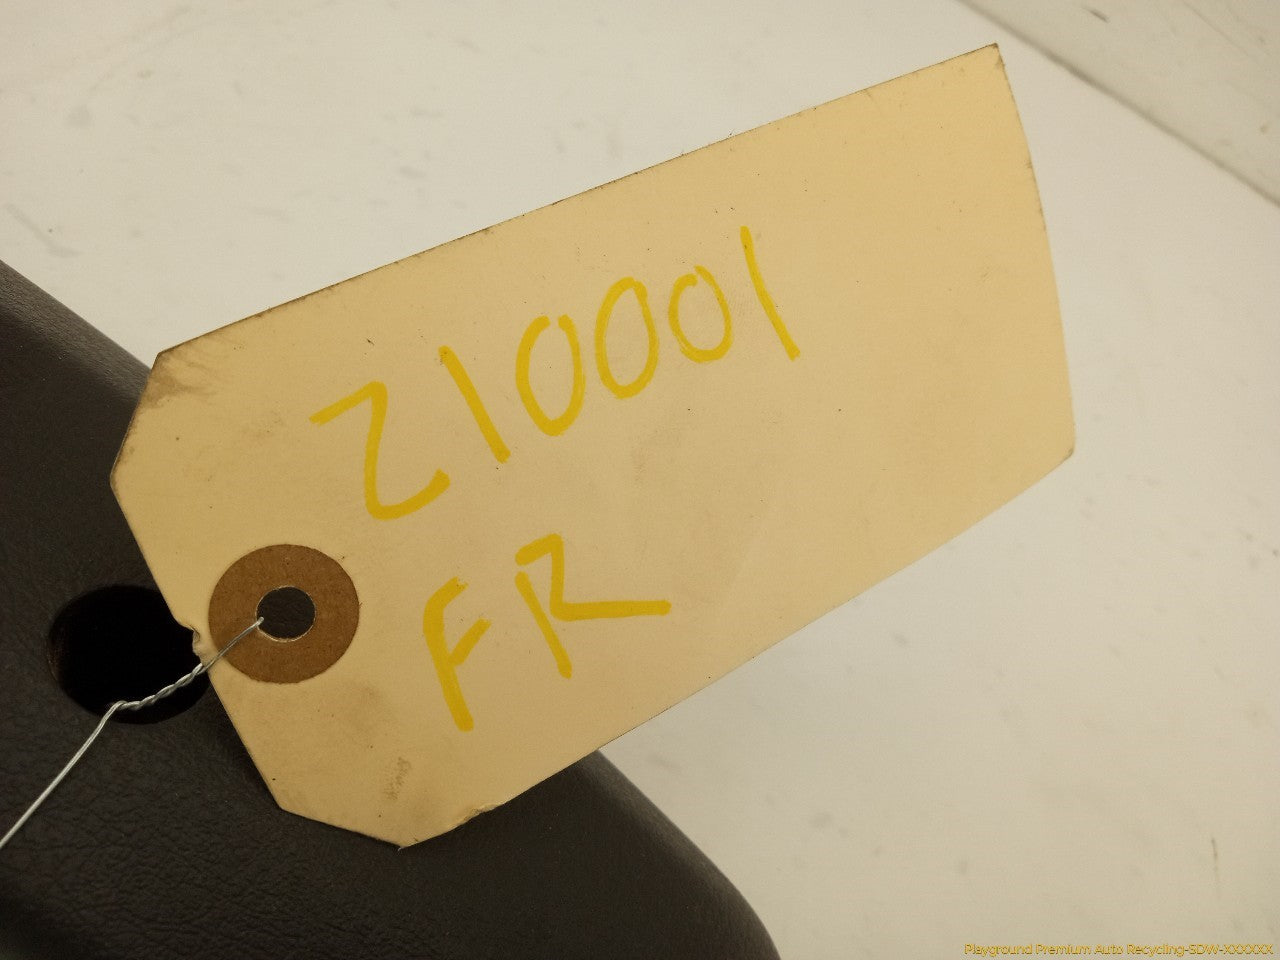 Z10001
FR
Playground Premium Auto Recycling-SDW-XXXXXX